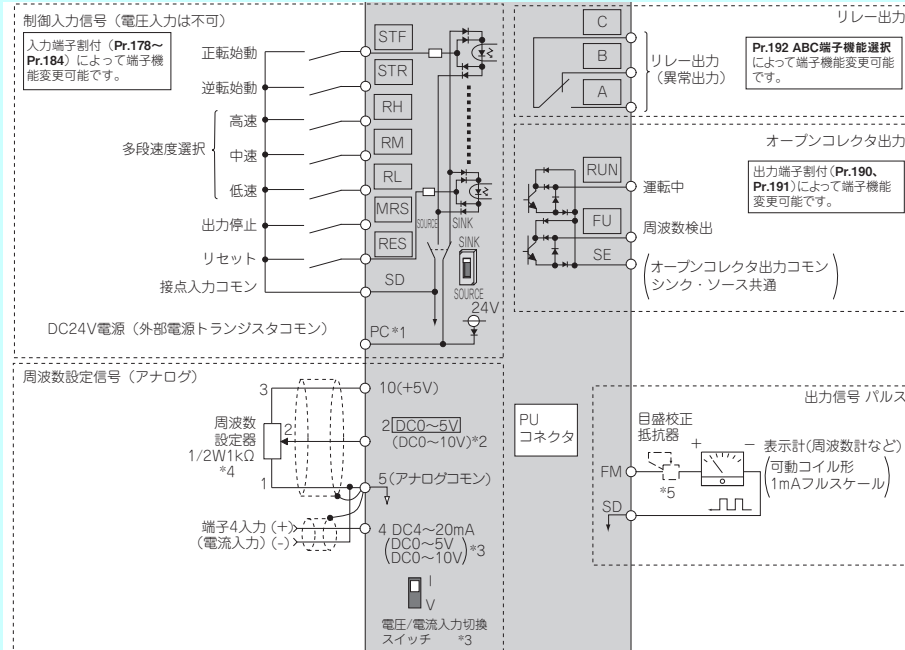 制御入力信号（電圧入力は不可）
入力端子割付（Pr.178～
Pr.184）によって端子機
能変更可能です。
正転始動
逆転始動
高速
多段速度選択
中速
低速
出力停止
リセット
接点入力コモン
DC24V電源（外部電源トランジスタコモン）
STF
STR
RH
RM
RL
MRS
RES
SD
PC*1
SOURCE
SINK
SINK
SOURCE
24V
リレー出力
C
B
A
リレー出力
（異常出力）
Pr.192 ABC端子機能選択
によって端子機能変更可能
です。
オープンコレクタ出力
RUN
運転中
FU
周波数検出
SE
オープンコレクタ出力コモン
シンク・ソース共通
出力端子割付（Pr.190、
Pr.191）によって端子機能
変更可能です。
周波数設定信号（アナログ）
3
周波数
設定器
1/2W1kΩ
*4
2
1
10(+5V)
2 DC0～5V
(DC0～10V)*2
5(アナログコモン)
端子4入力 (+)
(電流入力) (-)
4 DC4～20mA
(DC0～5V
DC0～10V)*3
I
V
電圧/電流入力切換
スイッチ *3
PU
コネクタ
出力信号 パルス
目盛校正
抵抗器
+
−
表示計(周波数計など)
(可動コイル形
1mAフルスケール)
FM
*5
SD